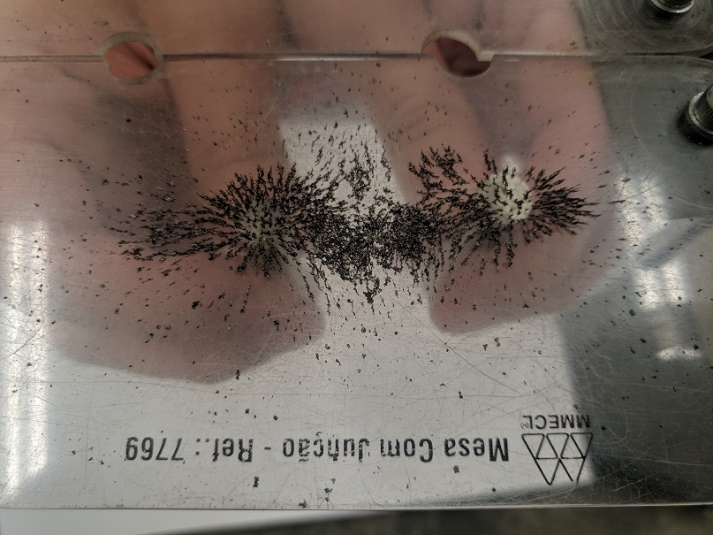 MMECL
Mesa Com Junção - Ref.: 7769